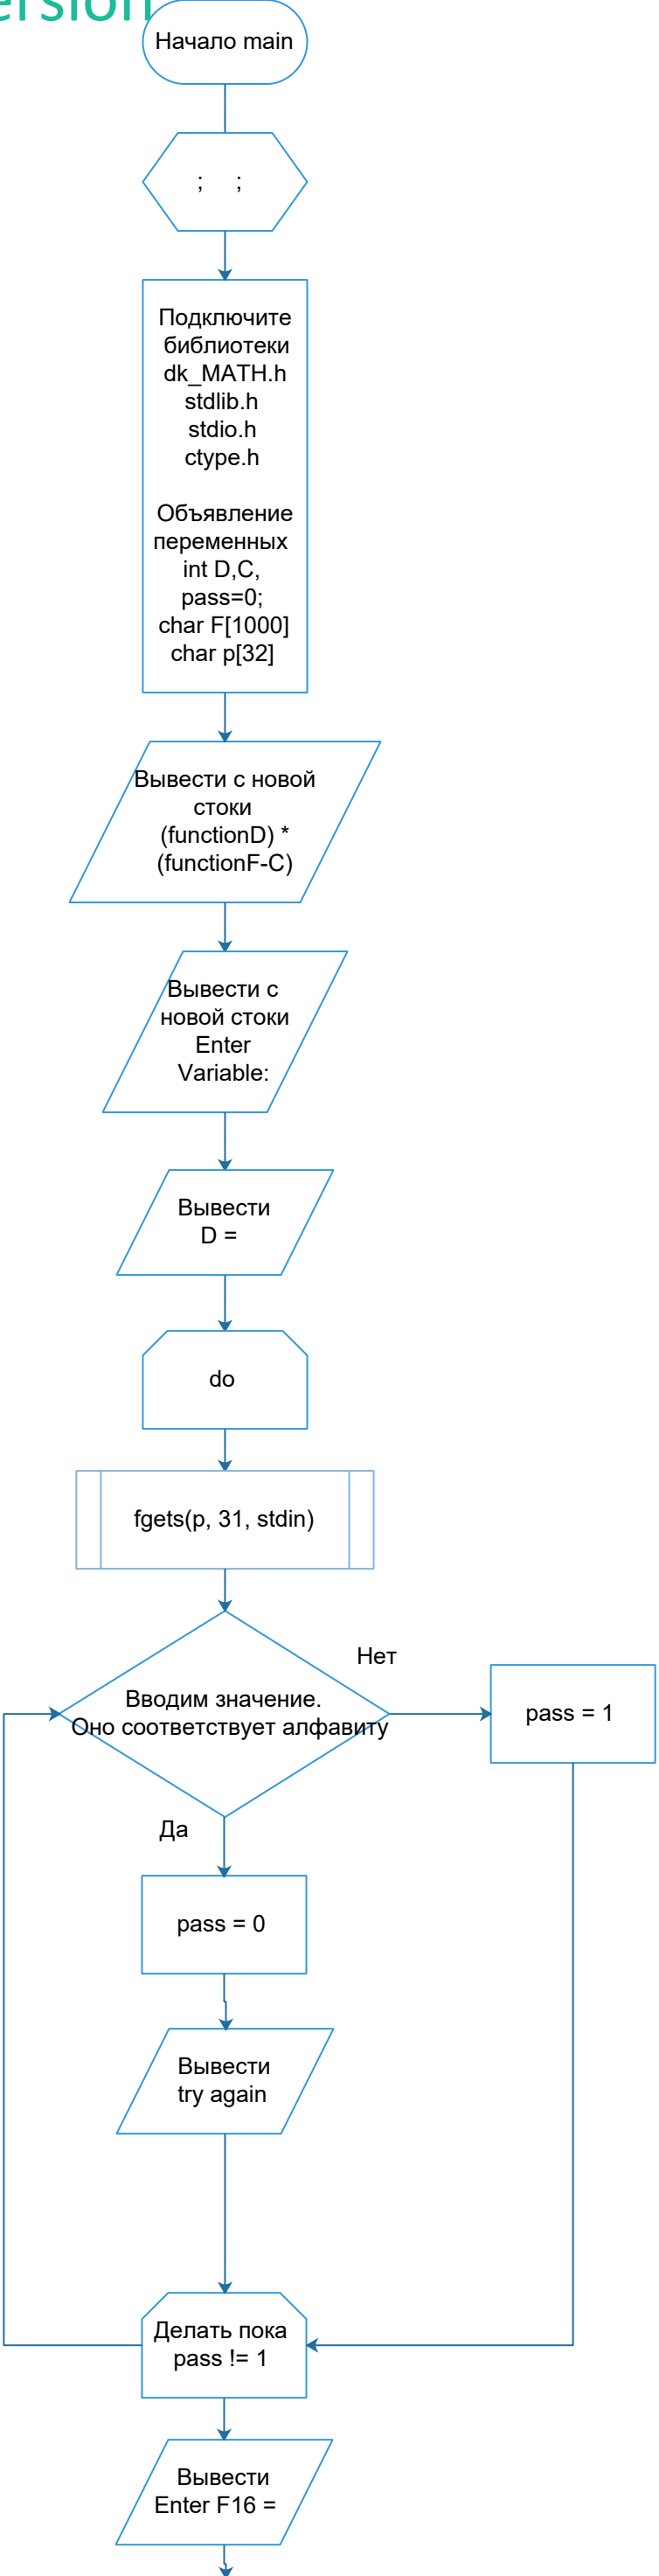 Начало main
; ;
Подключите
библиотеки
dk_MATH.h
stdlib.h
stdio.h
ctype.h
Объявление
переменных
int D,C,
pass=0;
char F[1000]
char p[32]
Вывести с новой
стоки
(functionD) *
(functionF-C)
Вывести с
новой стоки
Enter
Variable:
Вывести
D =
do
fgets(p, 31, stdin)
Нет
Вводим значение.
Оно соответствует алфавиту
pass = 1
Да
pass = 0
Вывести
try again
Делать пока
pass != 1
Вывести
Enter F16 =